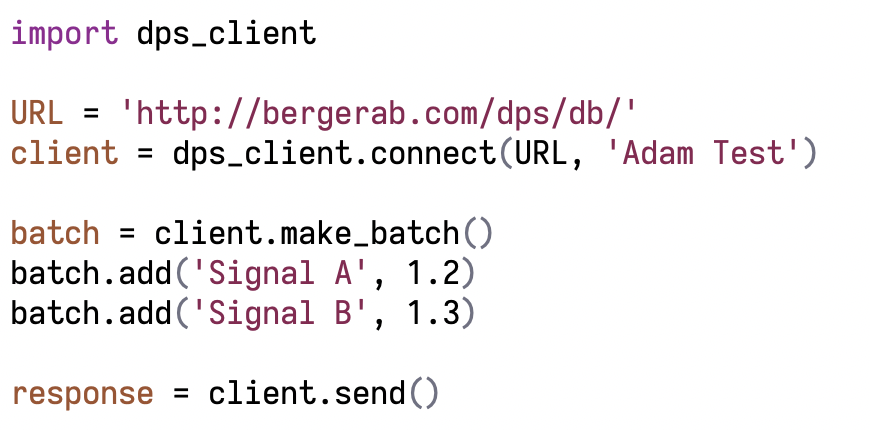 import dps_client
URL = 'http://bergerab.com/dps/db/'
client = dps_client.connect(URL, 'Adam Test')
batch = client.make_batch()
batch.add('Signal A', 1.2)
batch.add('Signal B', 1.3)
response = client.send()